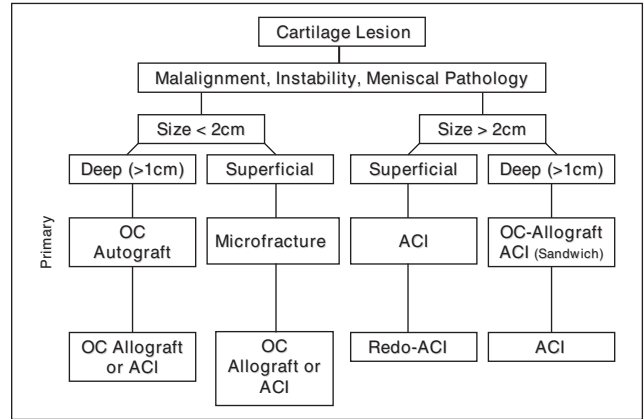 Cartilage Lesion
Malalignment, Instability, Meniscal Pathology
Size < 2cm
Size > 2cm
Deep (>1cm)
Superficial
Superficial
Deep (>1cm)
Primary
OC
Autograft
Microfracture
ACI
OC-Allograft
ACI (Sandwich)
OC Allograft
or ACI
OC
Allograft or
ACI
Redo-ACI
ACI